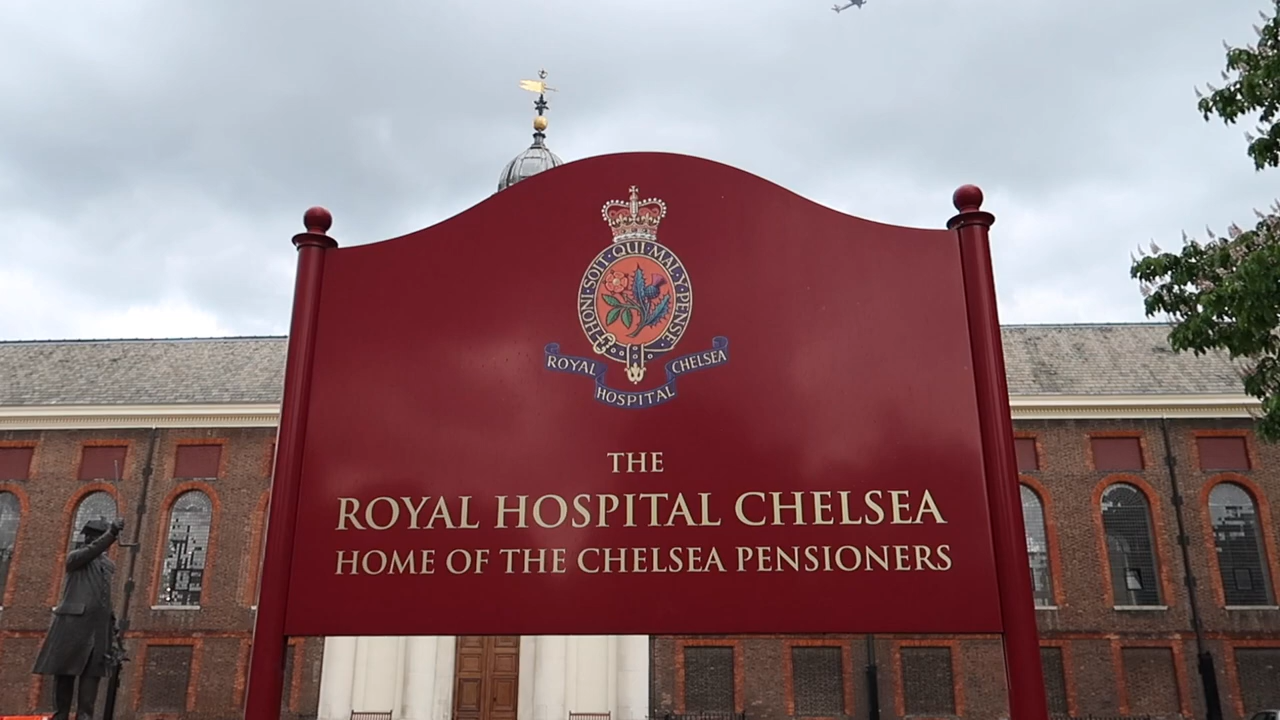 HONI·SOIT·QUI·MAL·Y·PENSE·
ROYAL HOSPITAL CHELSEA
THE
ROYAL HOSPITAL CHELSEA
HOME OF THE CHELSEA PENSIONERS